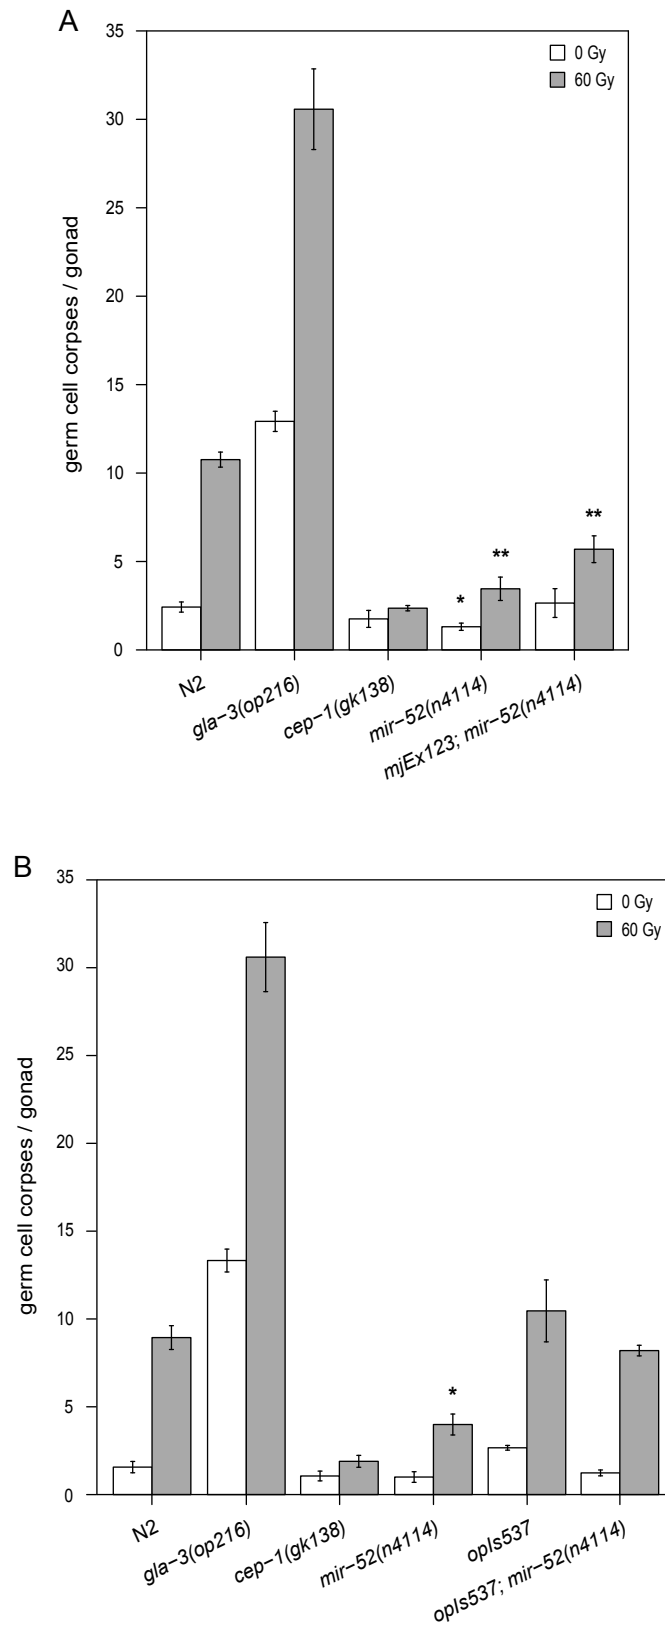 A
35
30
25
20
15
10
5
0
germ cell corpses / gonad
0 Gy
60 Gy
*
**
**
N2
gla−3(op216)
cep−1(gk138)
mir−52(n4114)
mjEx123; mir−52(n4114)
B
35
30
25
20
15
10
5
0
germ cell corpses / gonad
0 Gy
60 Gy
*
N2
gla−3(op216)
cep−1(gk138)
mir−52(n4114)
opIs537
opIs537; mir−52(n4114)